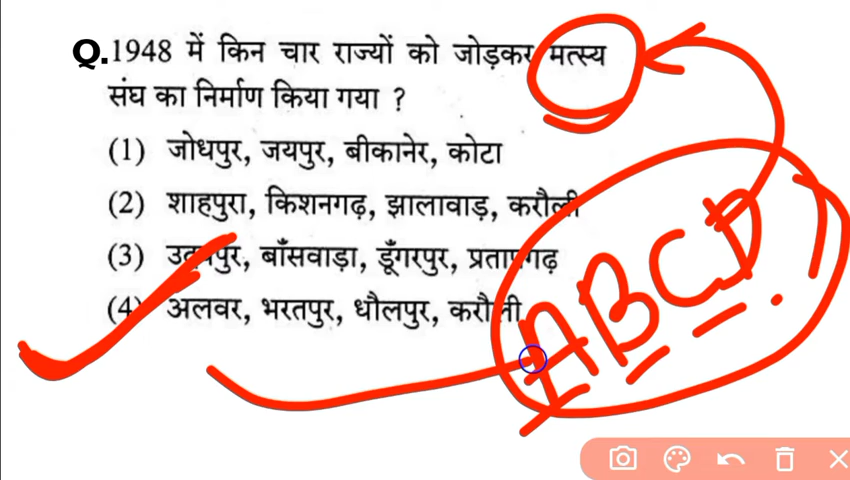 Q.1948 में किन चार राज्यों को जोड़कर मत्स्य
संघ का निर्माण किया गया ?
(1) जोधपुर, जयपुर, बीकानेर, कोटा
(2) शाहपुरा, किशनगढ़, झालावाड़, करौली
(3) उदयपुर, बाँसवाड़ा, डूँगरपुर, प्रतापगढ़
(4) अलवर, भरतपुर, धौलपुर, करौली
ABCD